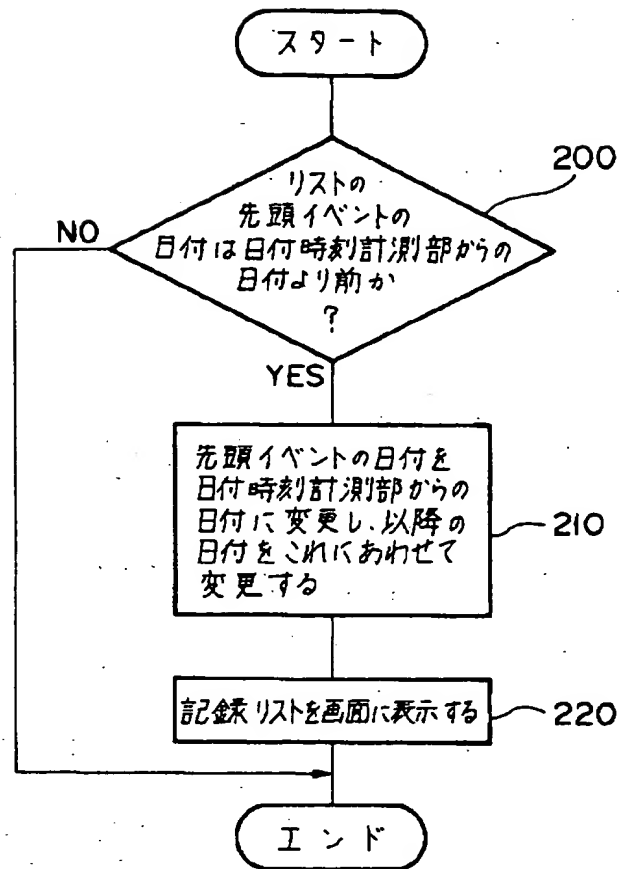 スタート
200
リストの
先頭イベントの
NO
日付は日付時刻計測部からの
日付より前か
?
YES
先頭イベントの日付を
日付時刻計測部からの
日付に変更し、以降の
日付をこれにあわせて
変更する
210
記録リストを画面に表示する
220
エンド